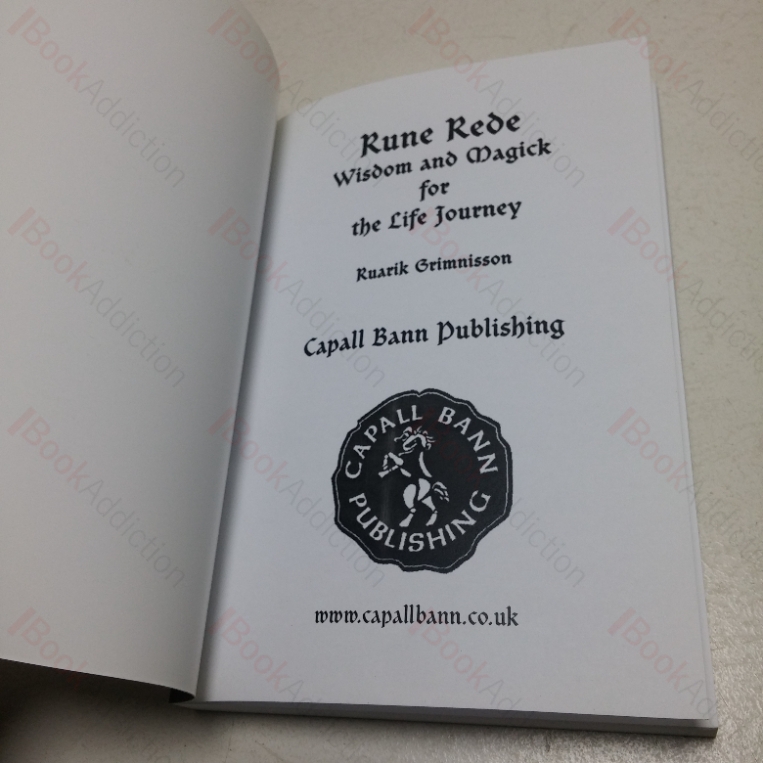 Rune Rede
Wisdom and Magick
for
the Life Journey
Ruarik Grimnisson
Capall Bann Publishing
CAPALL BANN
PUBLISHING
www.capallbann.co.uk
BookAddiction